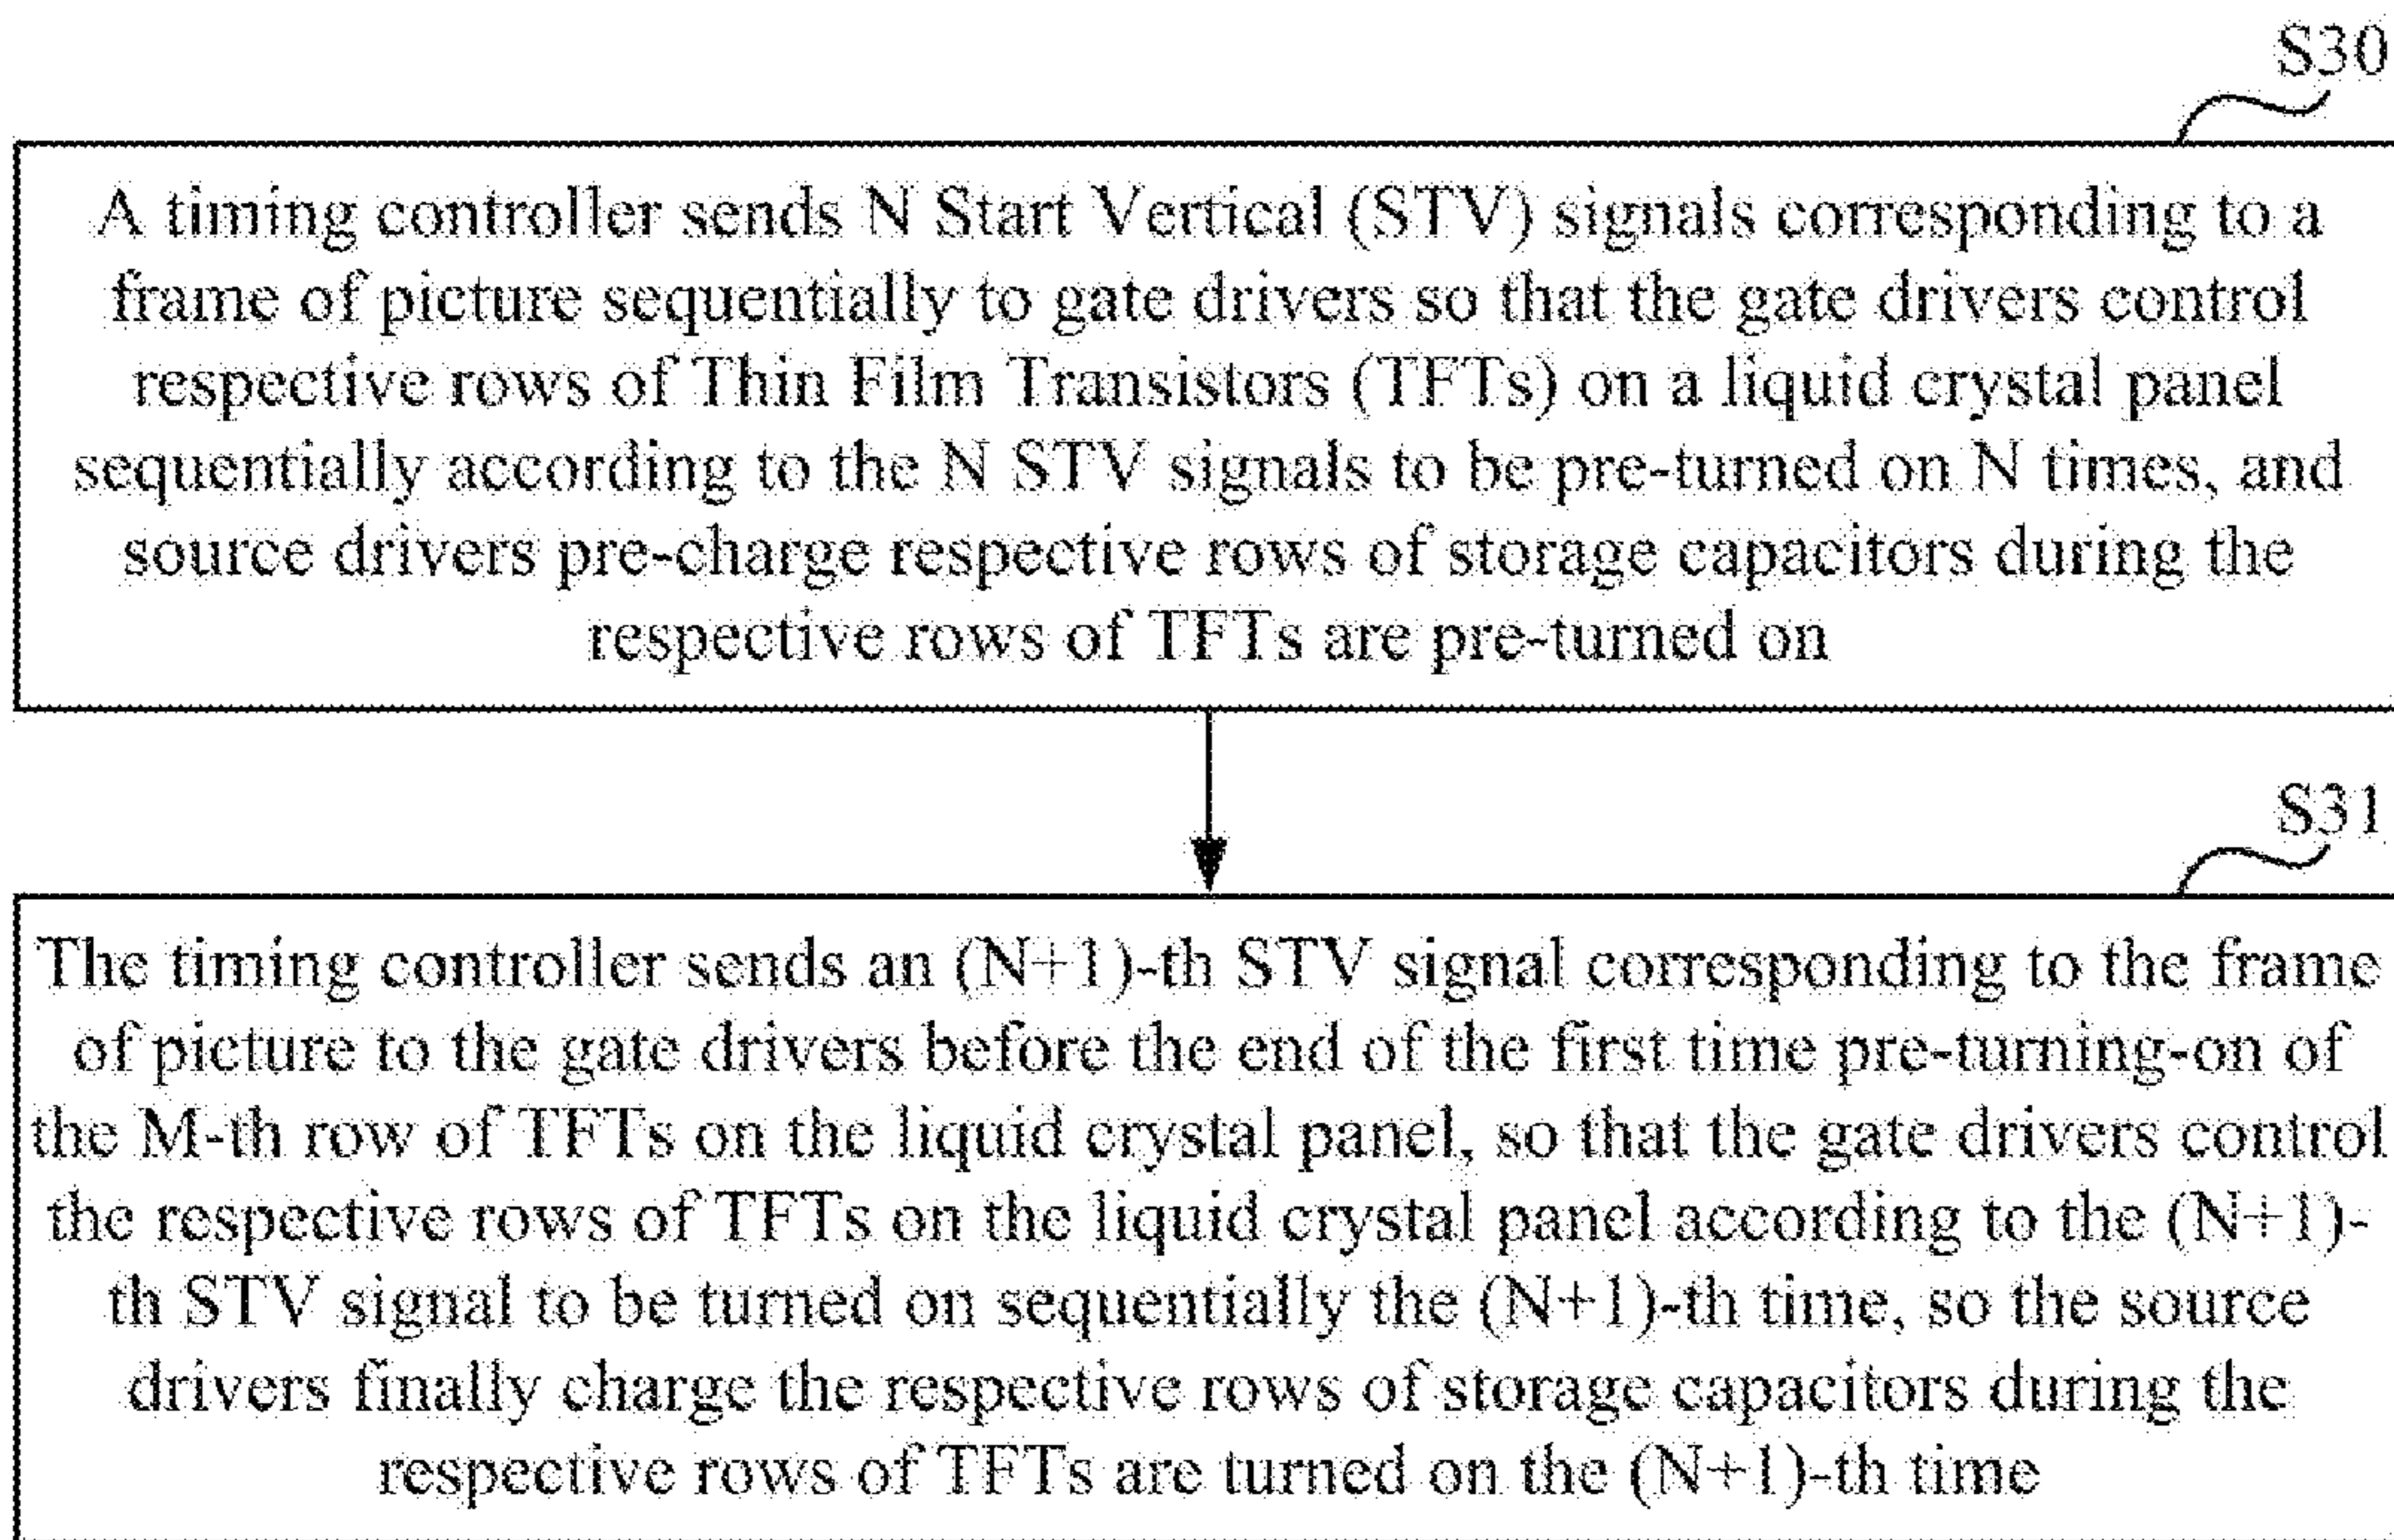 S30
A timing controller sends N Start Vertical (STV) signals corresponding to a
frame of picture sequentially to gate drivers so that the gate drivers control
respective rows of Thin Film Transistors (TFTs) on a liquid crystal panel
sequentially according to the N STV signals to be pre-turned on N times, and
source drivers pre-charge respective rows of storage capacitors during the
respective rows of TFTs are pre-turned on
S31
The timing controller sends an (N+1)-th STV signal corresponding to the frame
of picture to the gate drivers before the end of the first time pre-turning-on of
the M-th row of TFTs on the liquid crystal panel, so that the gate drivers control
the respective rows of TFTs on the liquid crystal panel according to the (N+1)-
th STV signal to be turned on sequentially the (N+1)-th time, so the source
drivers finally charge the respective rows of storage capacitors during the
respective rows of TFTs are turned on the (N+1)-th time